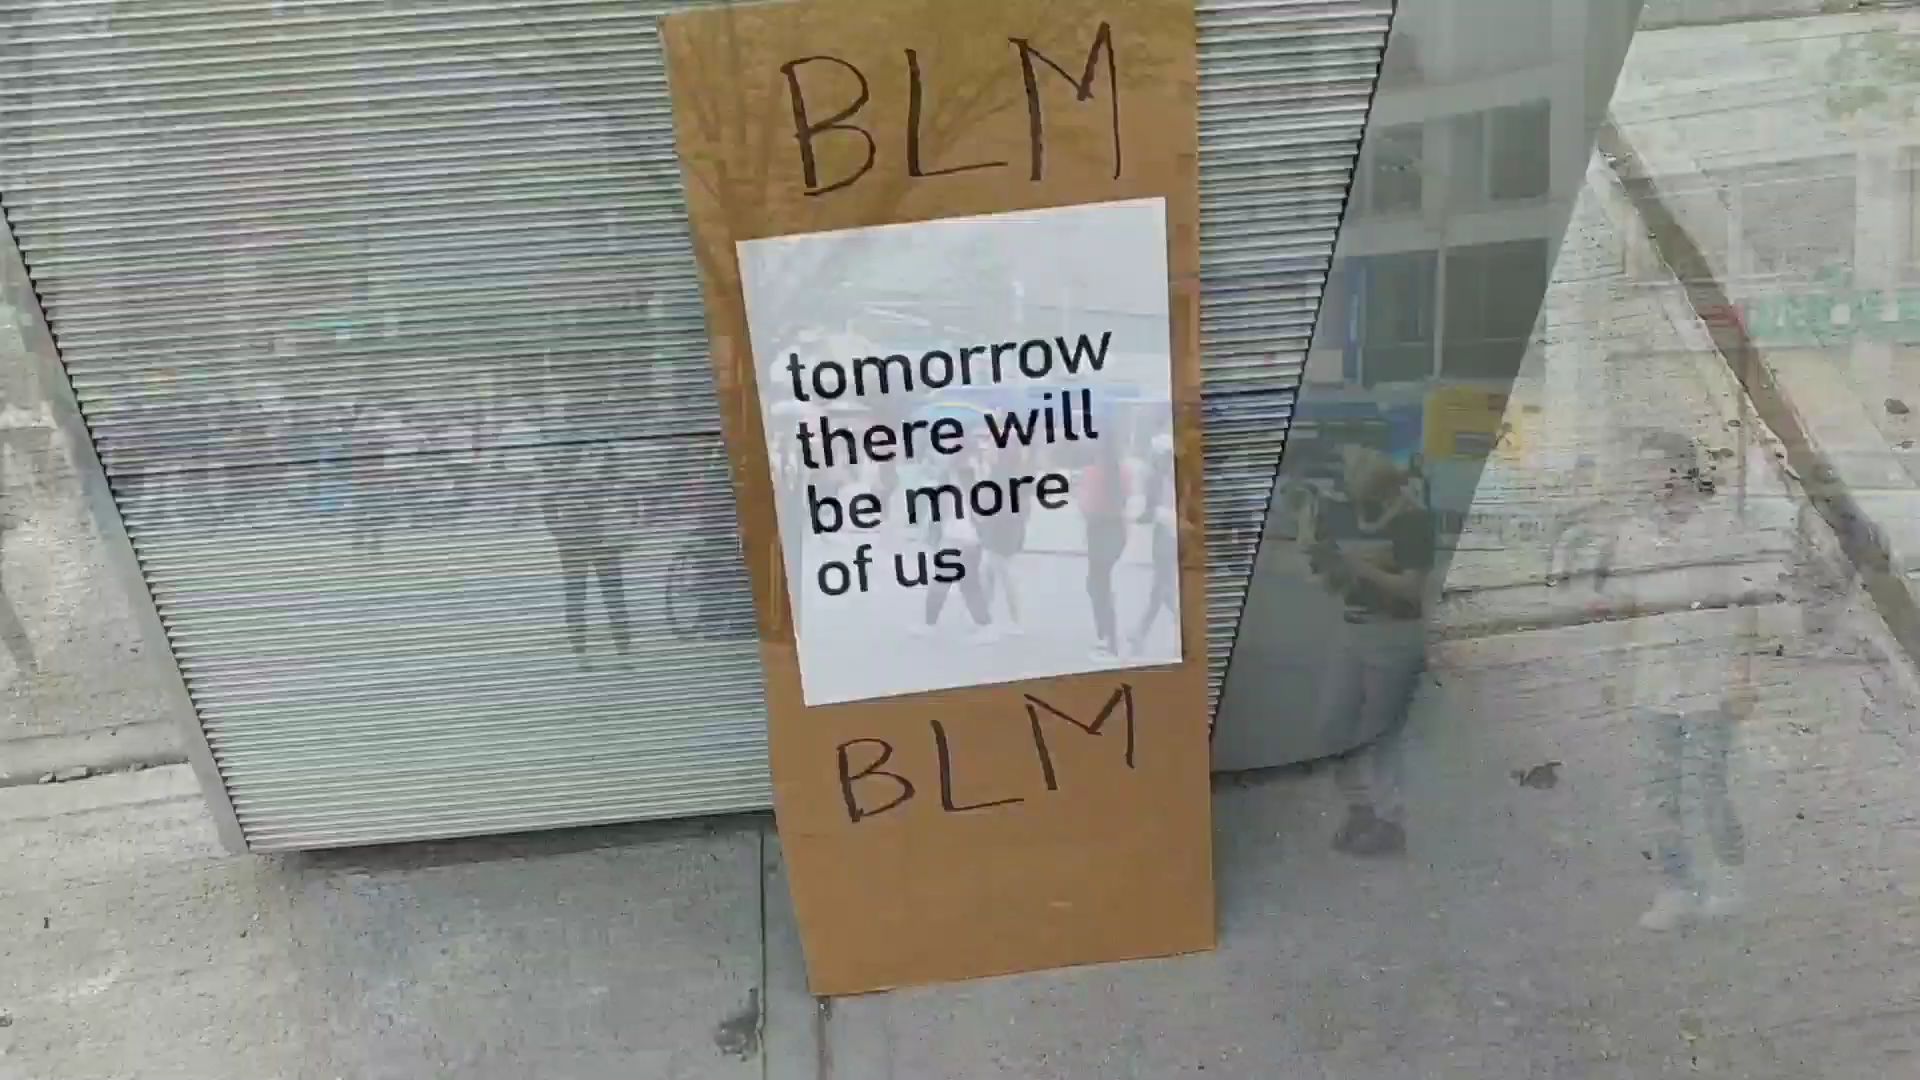 BLM
tomorrow
there will
be more
of us
BLM